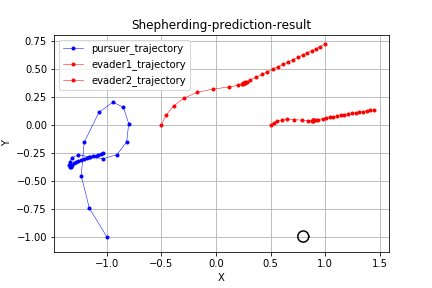 Shepherding-prediction-result
pursuer_trajectory
evader1_trajectory
evader2_trajectory
0.75
0.50
0.25
0.00
−0.25
−0.50
−0.75
−1.00
Y
−1.0
−0.5
0.0
0.5
1.0
1.5
X